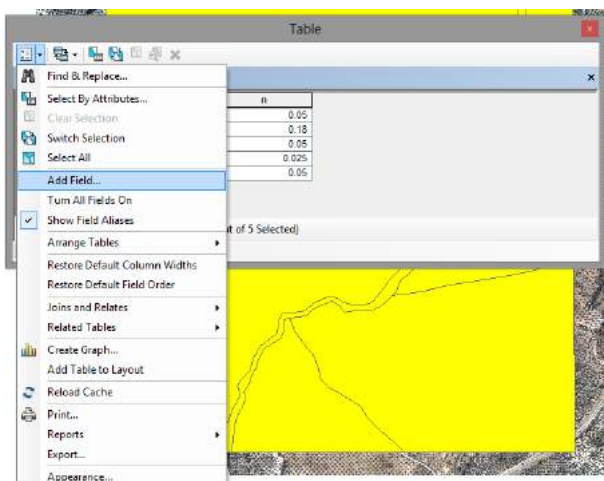 Table
Find & Replace...
Select By Attributes...
Clear Selection
Switch Selection
Select All
Add Field...
Turn All Fields On
Show Field Aliases
Arrange Tables
Restore Default Column Widths
Restore Default Field Order
Joins and Relates
Related Tables
Create Graph...
Add Table to Layout
Reload Cache
Print...
Reports
Export...
Appearance...
n
0.05
0.18
0.05
0.025
0.05
of 5 Selected)